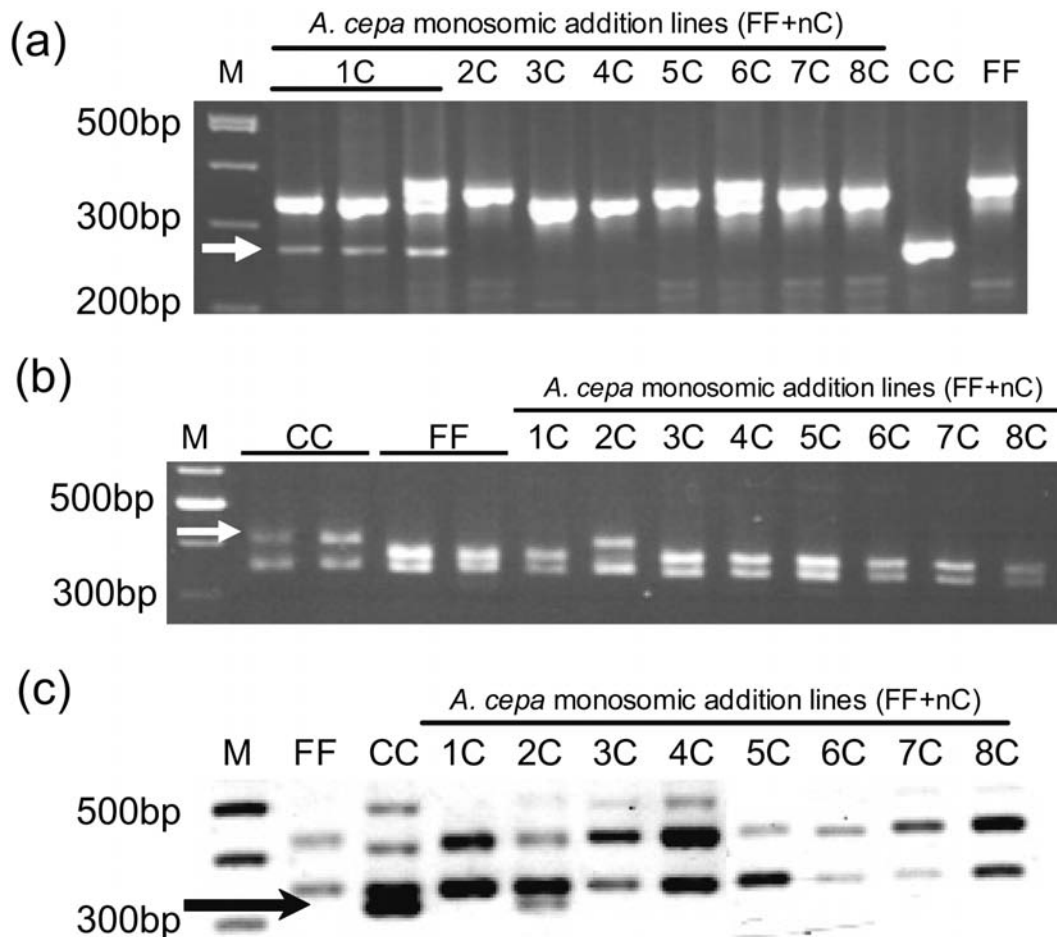 (a)
A. cepa monosomic addition lines (FF+nC)
M 1C 2C 3C 4C 5C 6C 7C 8C CC FF
500bp
300bp
200bp
(b)
A. cepa monosomic addition lines (FF+nC)
M CC FF 1C 2C 3C 4C 5C 6C 7C 8C
500bp
300bp
(c)
A. cepa monosomic addition lines (FF+nC)
M FF CC 1C 2C 3C 4C 5C 6C 7C 8C
500bp
300bp